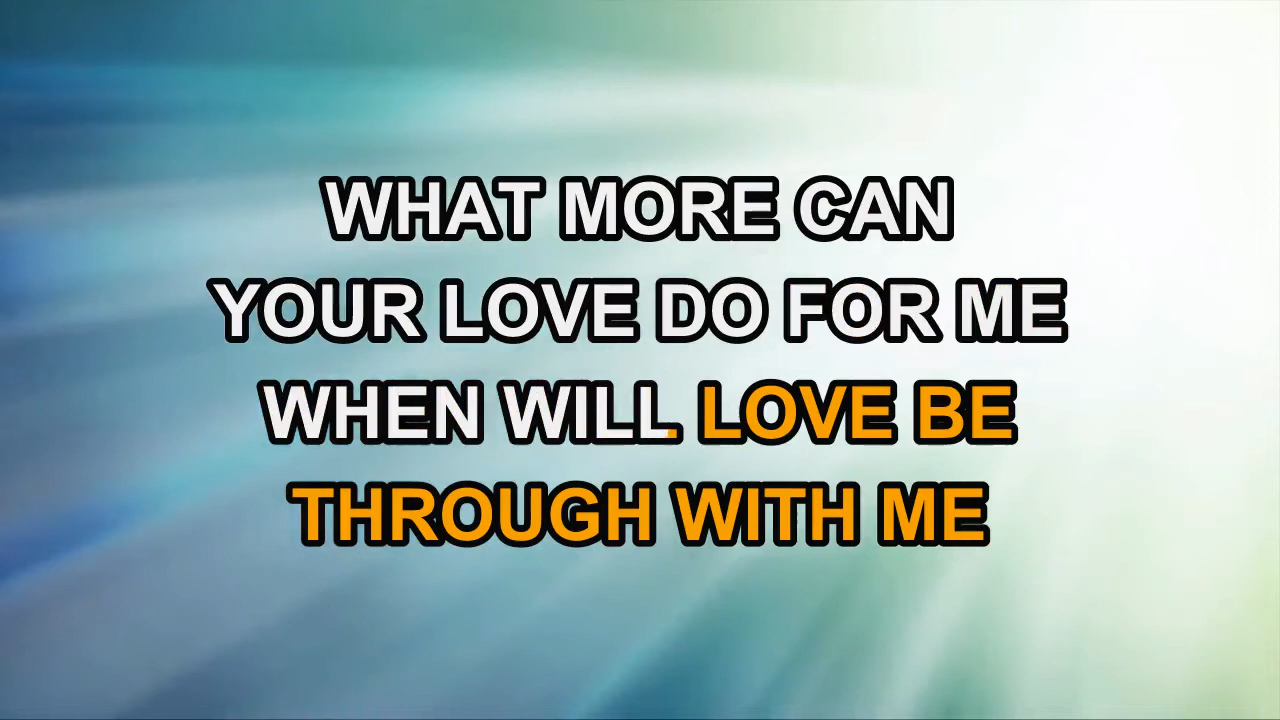 WHAT MORE CAN
YOUR LOVE DO FOR ME
WHEN WILL LOVE BE
THROUGH WITH ME